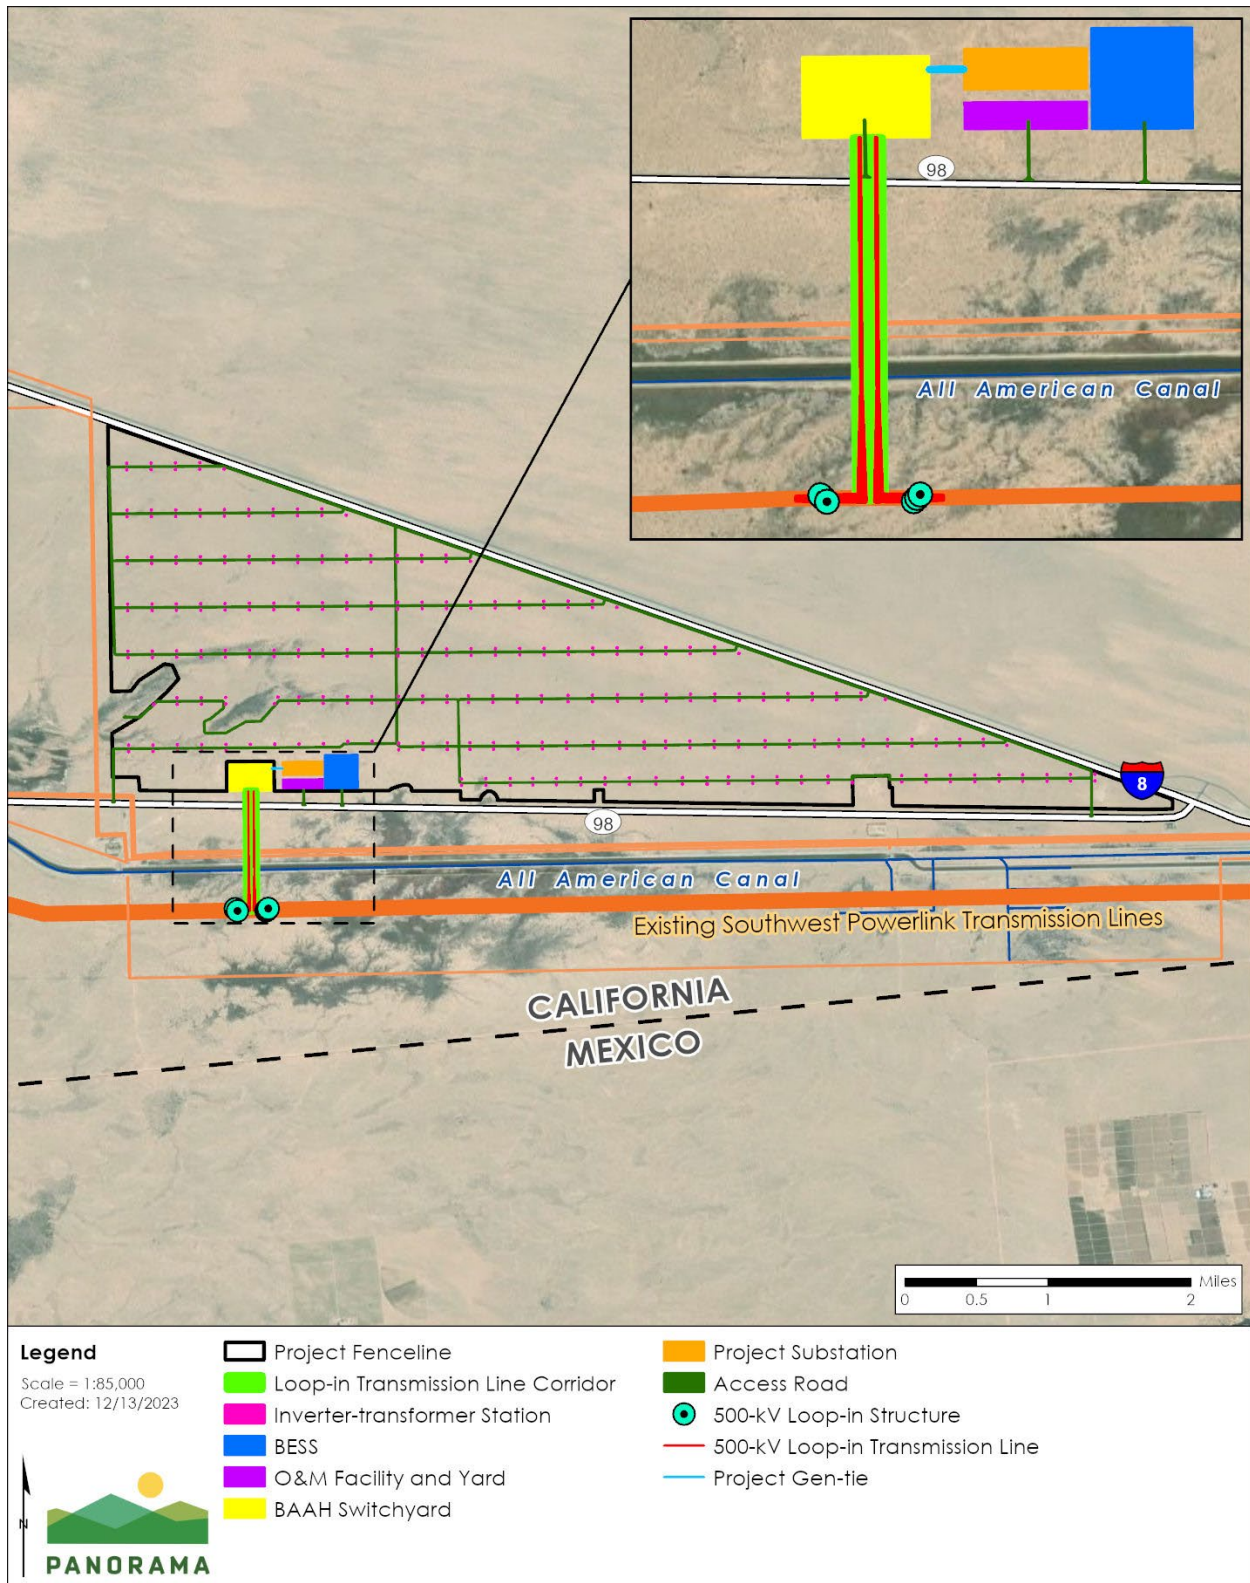 98
All American Canal
8
98
All American Canal
Existing Southwest Powerlink Transmission Lines
CALIFORNIA
MEXICO
Miles
0 0.5 1 2
Legend
Scale = 1:85,000
Created: 12/13/2023
N
PANORAMA
Project Fenceline
Loop-in Transmission Line Corridor
Inverter-transformer Station
BESS
O&M Facility and Yard
BAAH Switchyard
Project Substation
Access Road
500-kV Loop-in Structure
500-kV Loop-in Transmission Line
Project Gen-tie